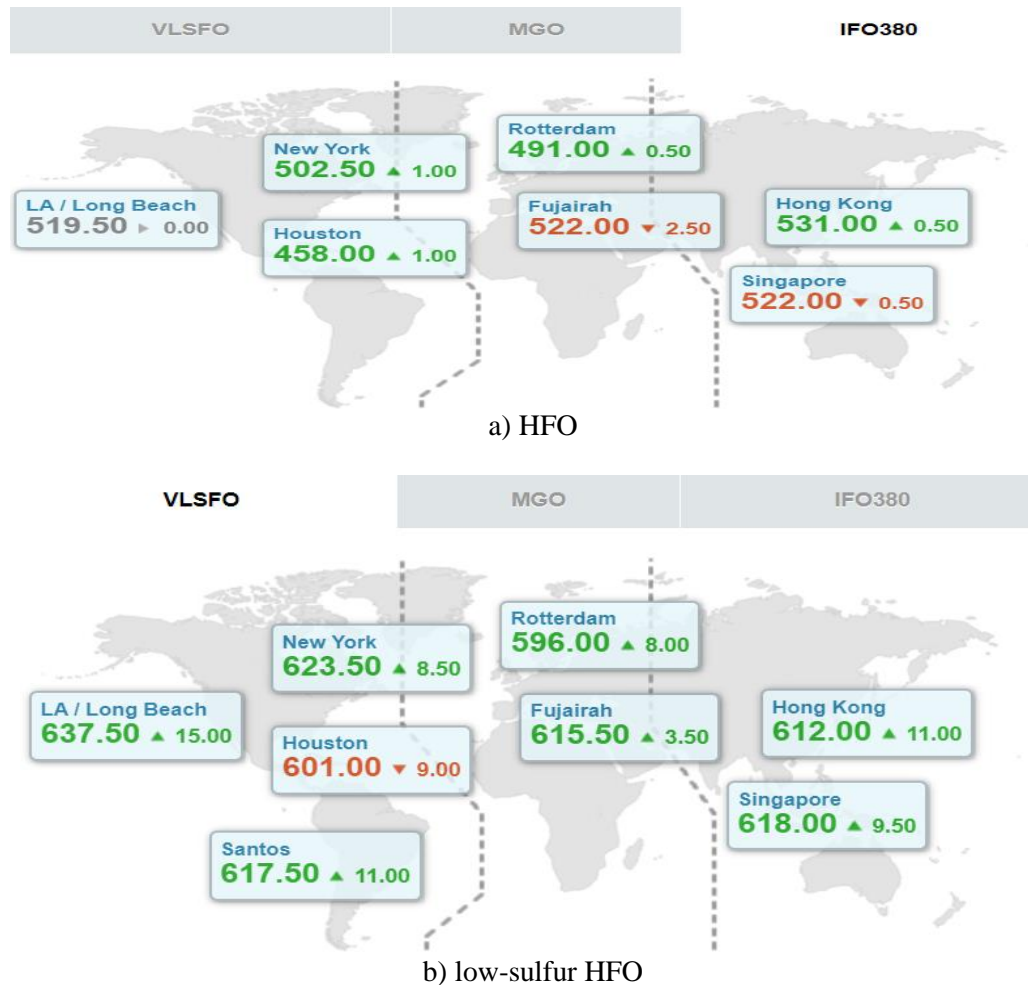 VLSFO MGO IFO380
Rotterdam
491.00 ▲ 0.50
New York
502.50 ▲ 1.00
LA / Long Beach
519.50 ► 0.00
Fujairah
522.00 ▼ 2.50
Hong Kong
531.00 ▲ 0.50
Houston
458.00 ▲ 1.00
Singapore
522.00 ▼ 0.50
a) HFO
VLSFO MGO IFO380
Rotterdam
596.00 ▲ 8.00
New York
623.50 ▲ 8.50
LA / Long Beach
637.50 ▲ 15.00
Fujairah
615.50 ▲ 3.50
Hong Kong
612.00 ▲ 11.00
Houston
601.00 ▼ 9.00
Singapore
618.00 ▲ 9.50
Santos
617.50 ▲ 11.00
b) low-sulfur HFO